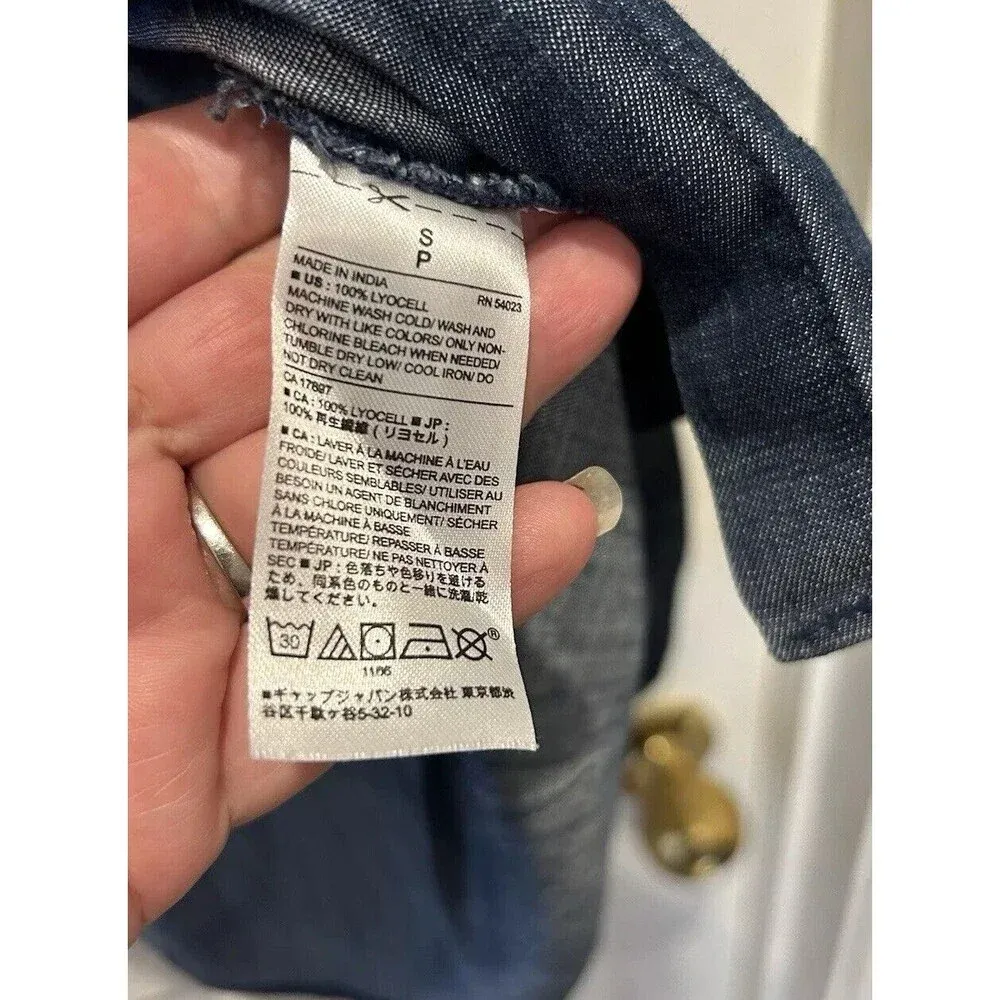 S
P
MADE IN INDIA RN 54023
■ US : 100% LYOCELL
MACHINE WASH COLD/ WASH AND
DRY WITH LIKE COLORS/ ONLY NON-
CHLORINE BLEACH WHEN NEEDED/
TUMBLE DRY LOW/ COOL IRON/ DO
NOT DRY CLEAN
CA 17897
■ CA : 100% LYOCELL ■ JP :
100% 再生繊維 ( リヨセル )
■ CA : LAVER À LA MACHINE À L'EAU
FROIDE/ LAVER ET SÉCHER AVEC DES
COULEURS SEMBLABLES/ UTILISER AU
BESOIN UN AGENT DE BLANCHIMENT
SANS CHLORE UNIQUEMENT/ SÉCHER
À LA MACHINE À BASSE
TEMPÉRATURE/ REPASSER À BASSE
TEMPÉRATURE/ NE PAS NETTOYER À
SEC ■ JP : 色落ちや色移りを避ける
ため、同系色のものと一緒に洗濯/乾
燥してください。
30
®
1166
■ギャップジャパン株式会社 東京都渋
谷区千駄ヶ谷5-32-10